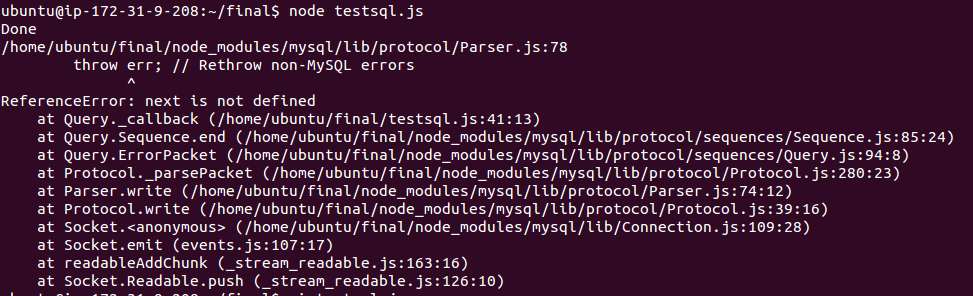 ubuntu@ip-172-31-9-208:~/final$ node testsql.js
Done
/home/ubuntu/final/node_modules/mysql/lib/protocol/Parser.js:78
        throw err; // Rethrow non-MySQL errors
              ^
ReferenceError: next is not defined
    at Query._callback (/home/ubuntu/final/testsql.js:41:13)
    at Query.Sequence.end (/home/ubuntu/final/node_modules/mysql/lib/protocol/sequences/Sequence.js:85:24)
    at Query.ErrorPacket (/home/ubuntu/final/node_modules/mysql/lib/protocol/sequences/Query.js:94:8)
    at Protocol._parsePacket (/home/ubuntu/final/node_modules/mysql/lib/protocol/Protocol.js:280:23)
    at Parser.write (/home/ubuntu/final/node_modules/mysql/lib/protocol/Parser.js:74:12)
    at Protocol.write (/home/ubuntu/final/node_modules/mysql/lib/protocol/Protocol.js:39:16)
    at Socket.<anonymous> (/home/ubuntu/final/node_modules/mysql/lib/Connection.js:109:28)
    at Socket.emit (events.js:107:17)
    at readableAddChunk (_stream_readable.js:163:16)
    at Socket.Readable.push (_stream_readable.js:126:10)